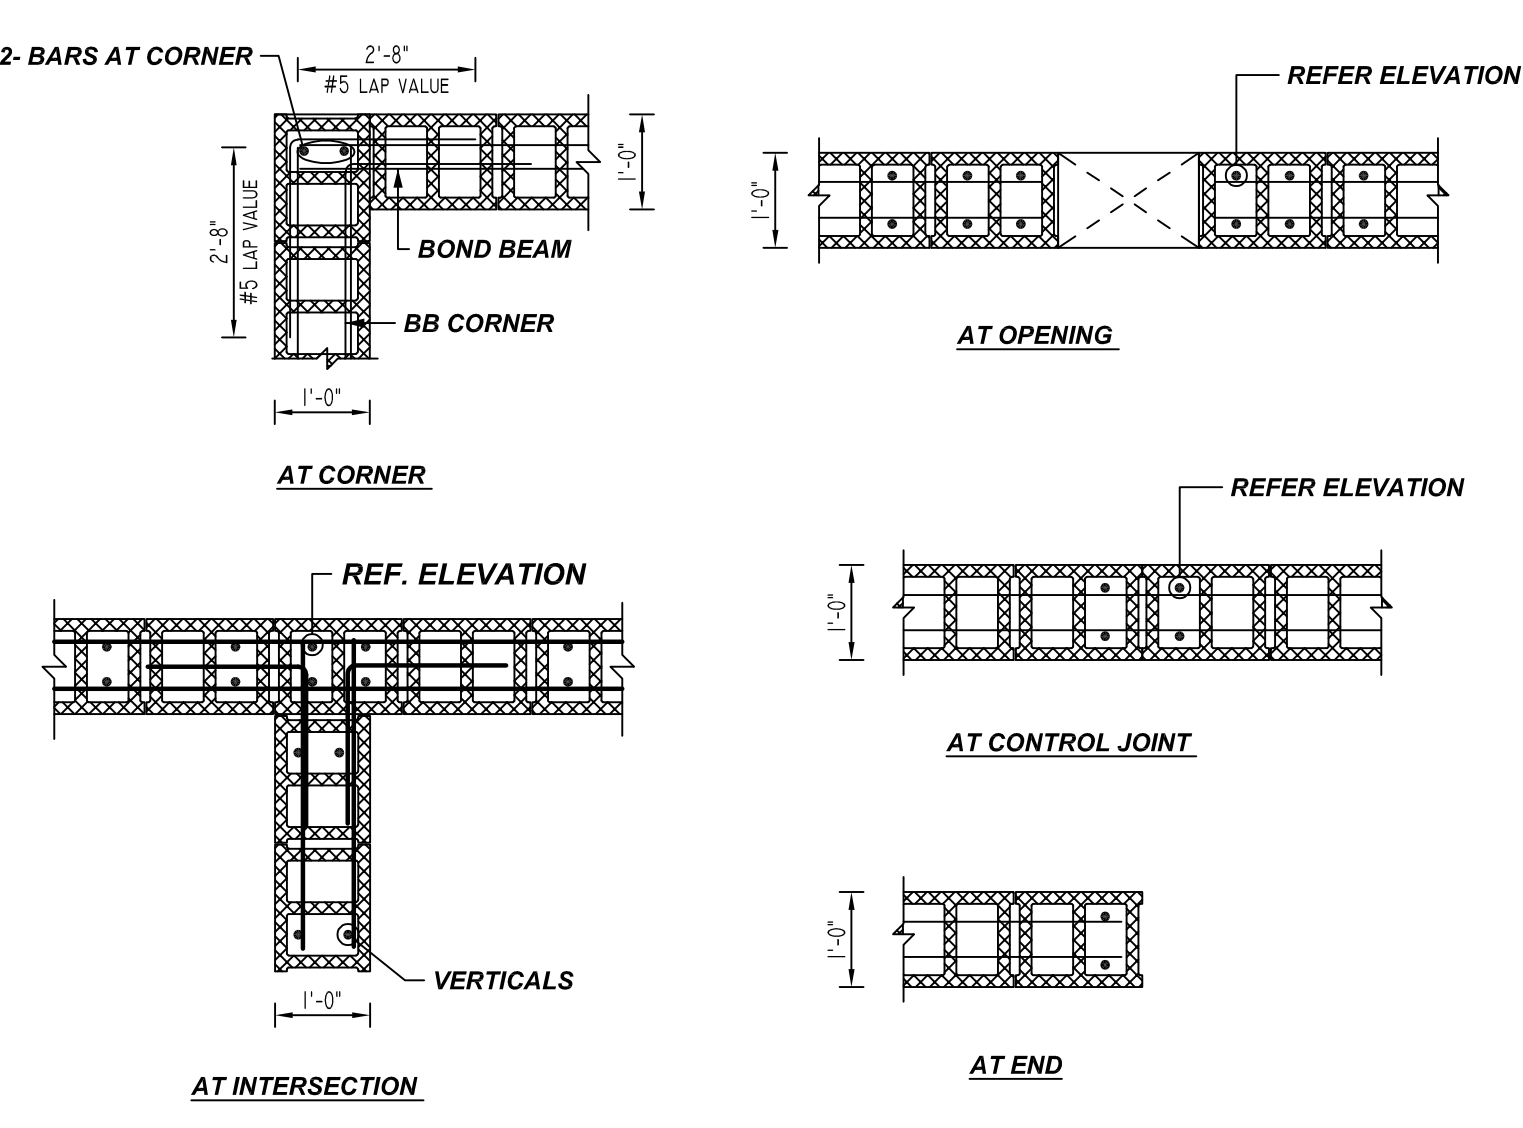 2- BARS AT CORNER
2'-8"
#5 LAP VALUE
1'-0"
2'-8"
#5 LAP VALUE
BOND BEAM
BB CORNER
1'-0"
AT CORNER
REFER ELEVATION
1'-0"
AT OPENING
REFER ELEVATION
1'-0"
AT CONTROL JOINT
REF. ELEVATION
VERTICALS
1'-0"
AT INTERSECTION
1'-0"
AT END